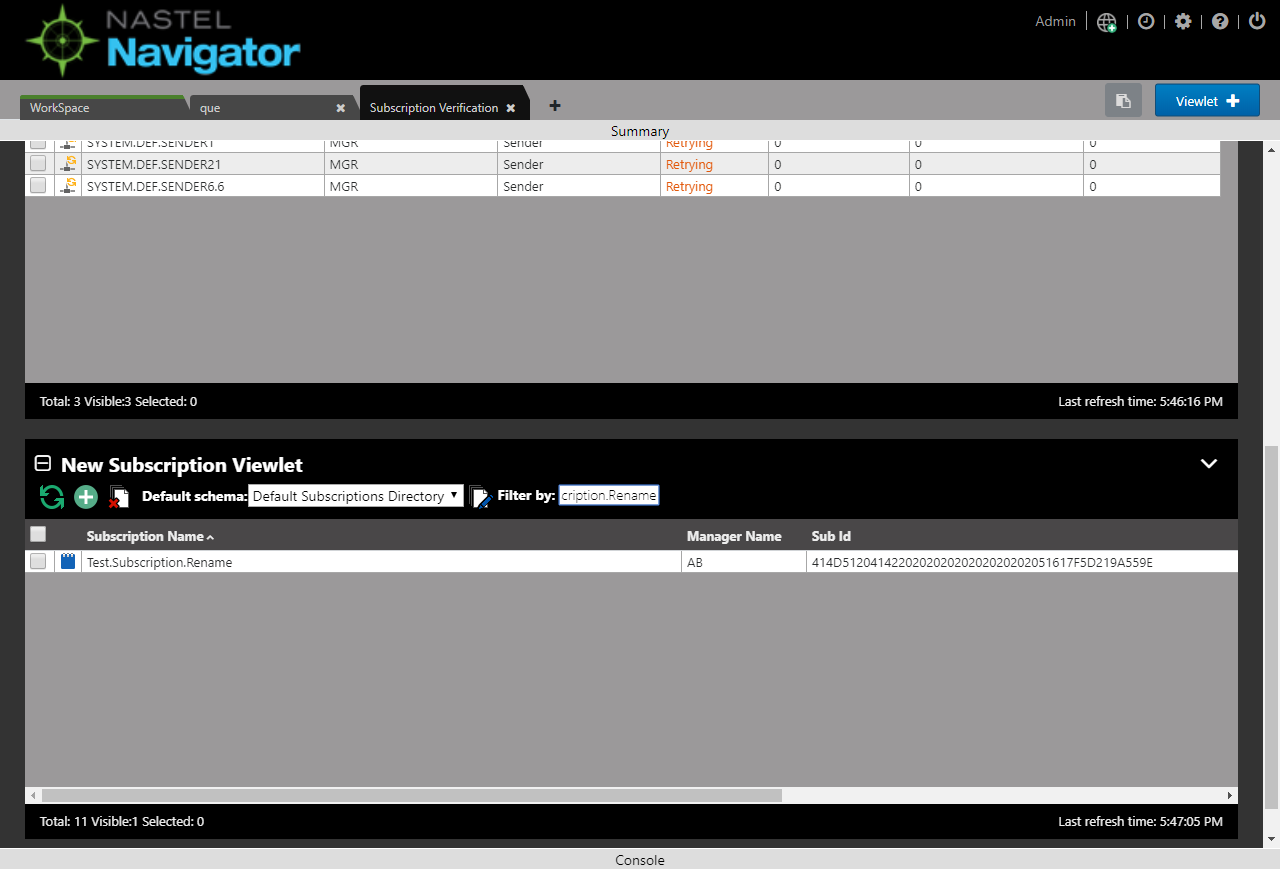 NASTEL
Navigator
Admin
WorkSpace
que
Subscription Verification
Viewlet
Summary
SYSTEM.DEF.SENDER1 MGR Sender Retrying 0 0 0
SYSTEM.DEF.SENDER21 MGR Sender Retrying 0 0 0
SYSTEM.DEF.SENDER6.6 MGR Sender Retrying 0 0 0
Total: 3 Visible:3 Selected: 0 Last refresh time: 5:46:16 PM
New Subscription Viewlet
Default schema: Default Subscriptions Directory Filter by: cription.Rename
Subscription Name Manager Name Sub Id
Test.Subscription.Rename AB 414D5120414220202020202020202020516​17F5D219A559E
Total: 11 Visible:1 Selected: 0 Last refresh time: 5:47:05 PM
Console